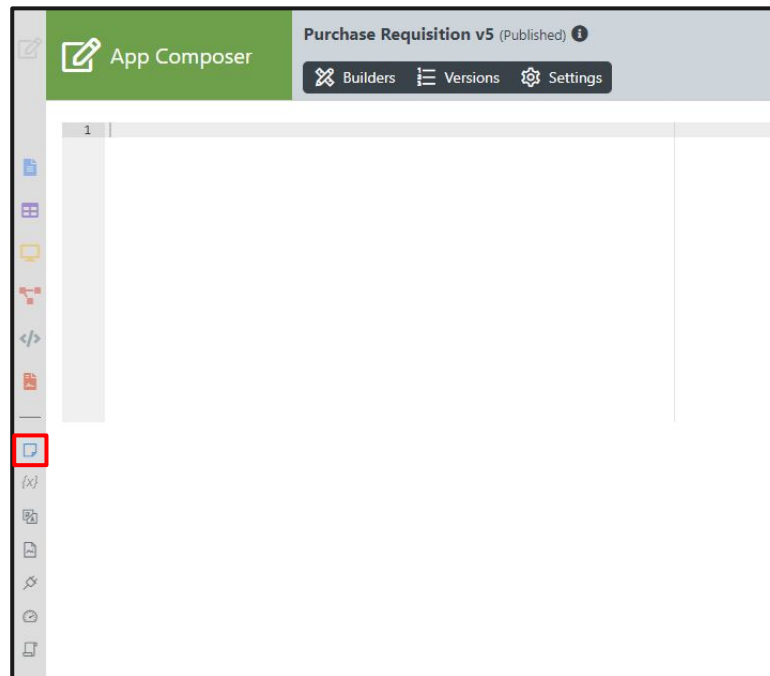 App Composer
Purchase Requisition v5 (Published)
Builders Versions Settings
1
{x}